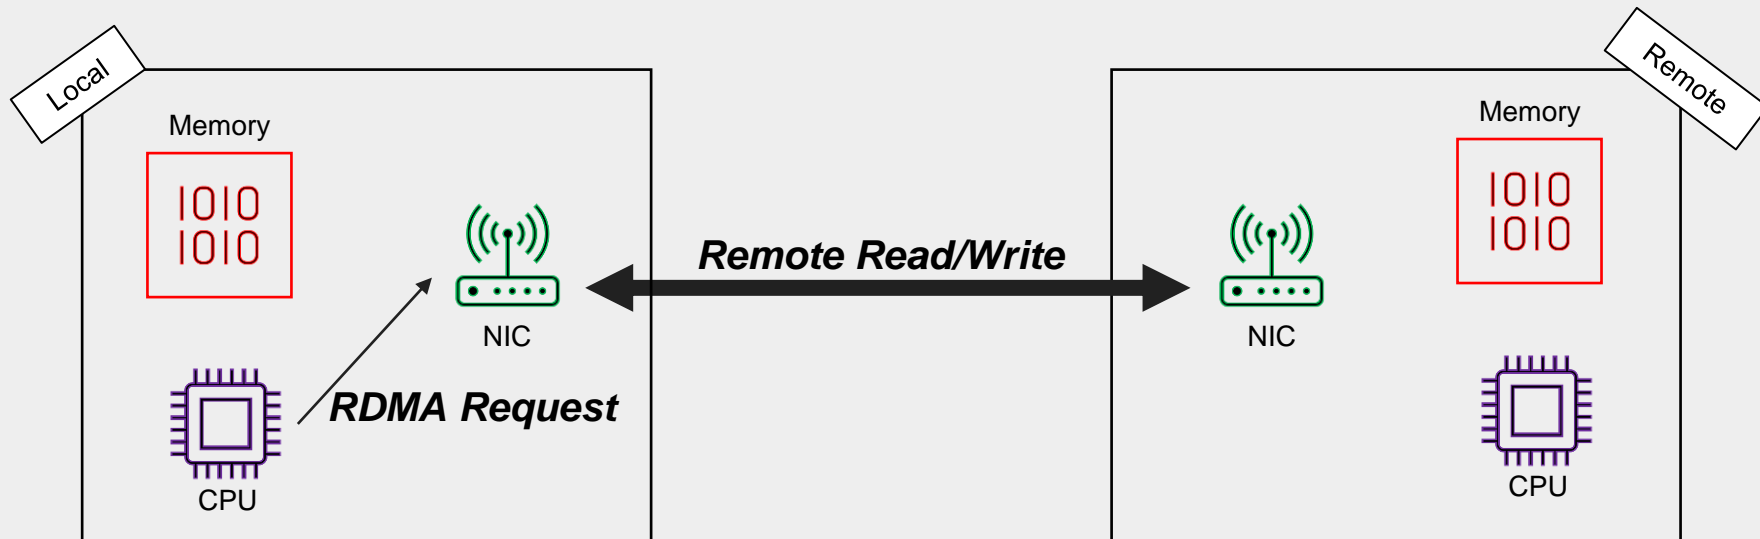 Local
Memory
1010
1010
NIC
RDMA Request
CPU
Remote Read/Write
Remote
Memory
1010
1010
NIC
CPU